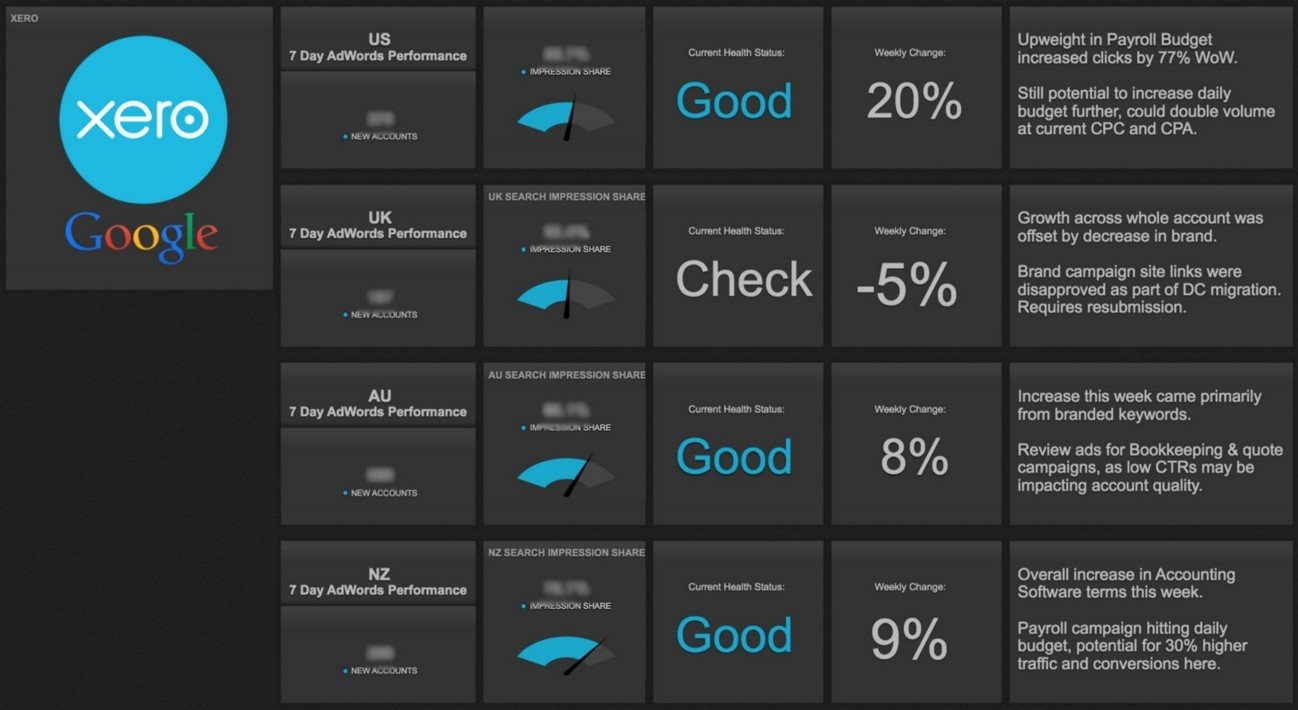 XERO
xero
Google
US
7 Day AdWords Performance
NEW ACCOUNTS
IMPRESSION SHARE
Current Health Status:
Good
Weekly Change:
20%
Upweight in Payroll Budget
increased clicks by 77% WoW.
Still potential to increase daily
budget further, could double volume
at current CPC and CPA.
UK
7 Day AdWords Performance
NEW ACCOUNTS
UK SEARCH IMPRESSION SHARE
IMPRESSION SHARE
Current Health Status:
Check
Weekly Change:
-5%
Growth across whole account was
offset by decrease in brand.
Brand campaign site links were
disapproved as part of DC migration.
Requires resubmission.
AU
7 Day AdWords Performance
NEW ACCOUNTS
AU SEARCH IMPRESSION SHARE
IMPRESSION SHARE
Current Health Status:
Good
Weekly Change:
8%
Increase this week came primarily
from branded keywords.
Review ads for Bookkeeping & quote
campaigns, as low CTRs may be
impacting account quality.
NZ
7 Day AdWords Performance
NEW ACCOUNTS
NZ SEARCH IMPRESSION SHARE
IMPRESSION SHARE
Current Health Status:
Good
Weekly Change:
9%
Overall increase in Accounting
Software terms this week.
Payroll campaign hitting daily
budget, potential for 30% higher
traffic and conversions here.